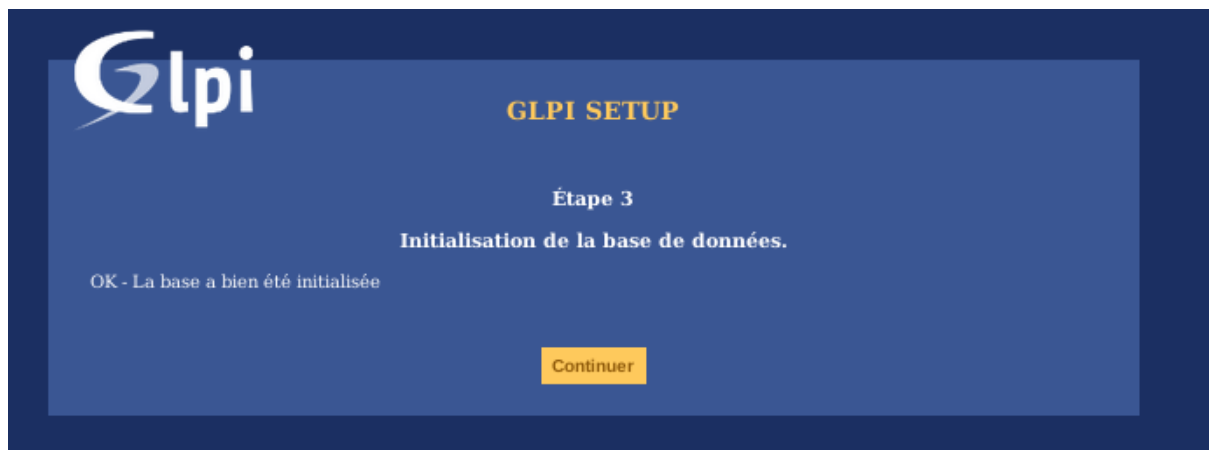 Glpi
GLPI SETUP
Étape 3
Initialisation de la base de données.
OK - La base a bien été initialisée
Continuer